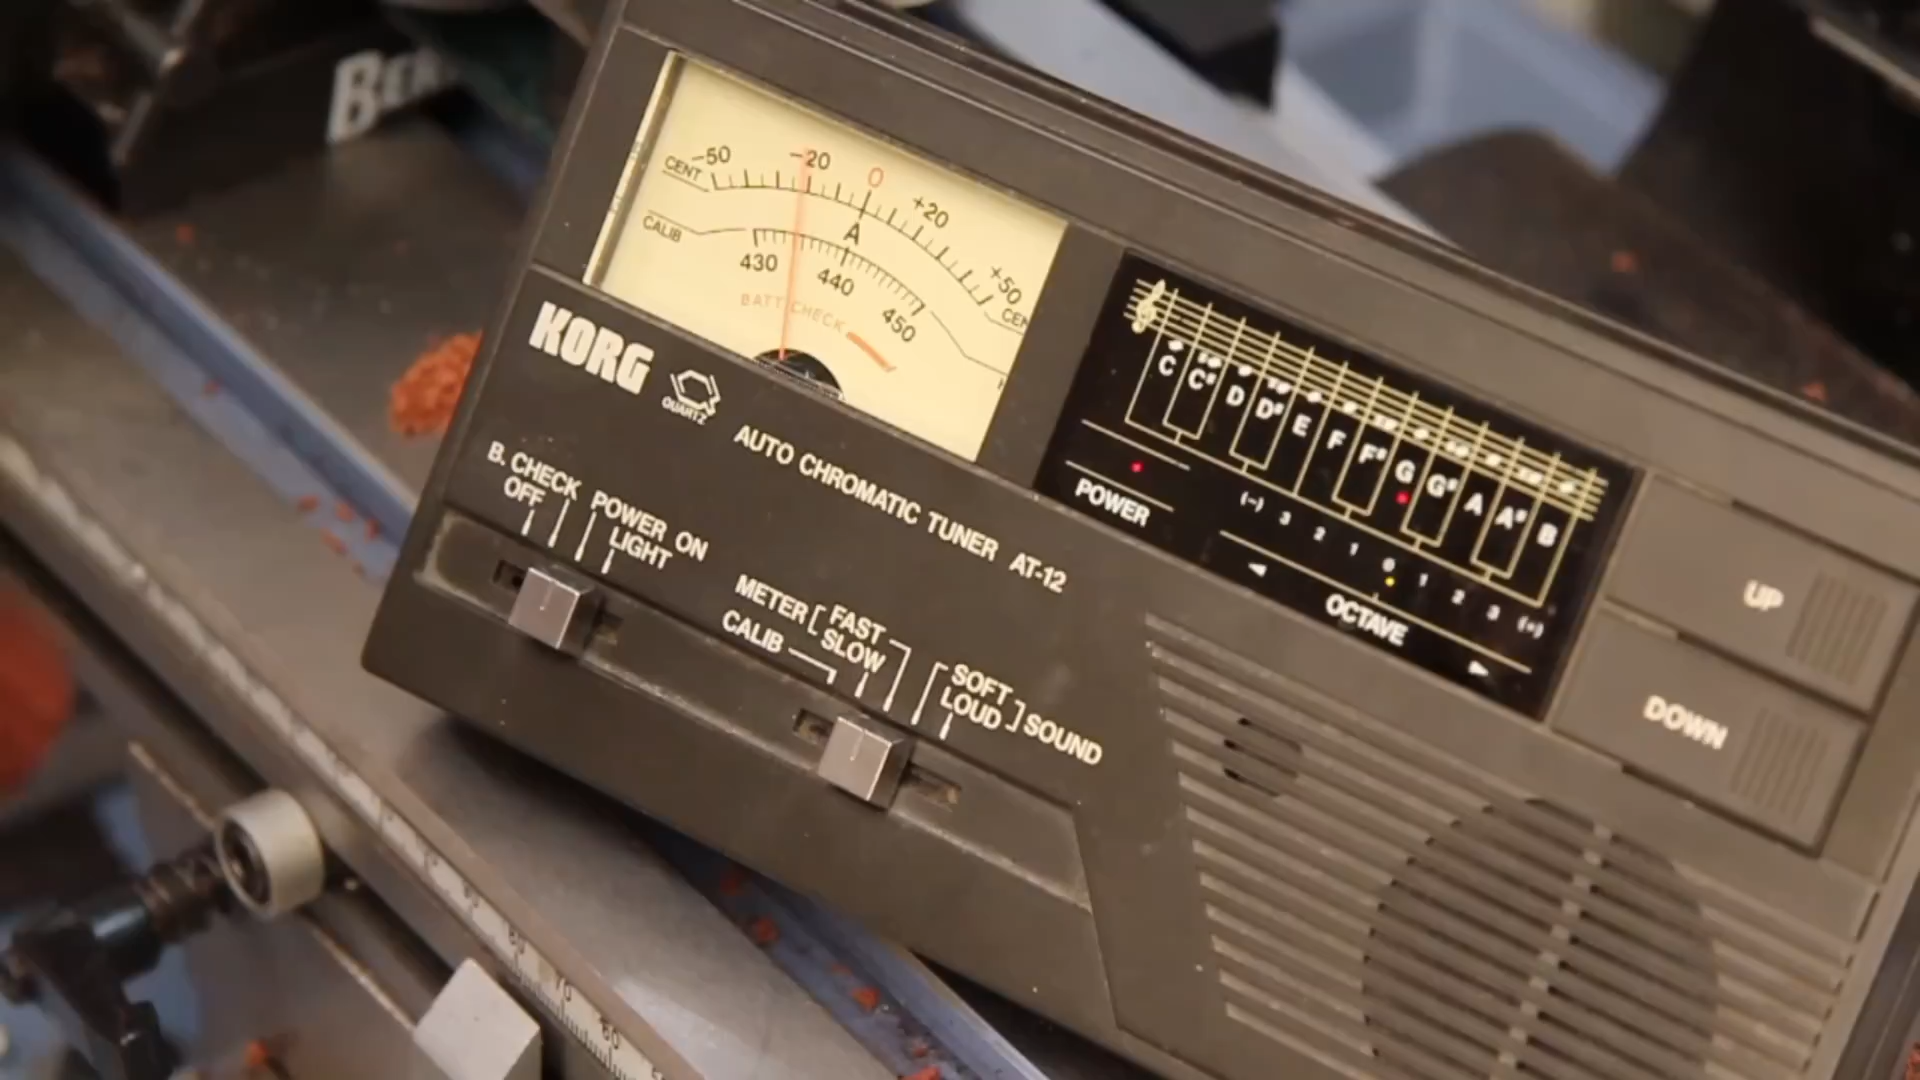 -50 -20 0 +20 +50
CENT
CALIB
A
430 440 450
BATT CHECK
KORG
QUARTZ
AUTO CHROMATIC TUNER AT-12
B. CHECK
OFF
POWER ON
LIGHT
METER
FAST
SLOW
CALIB
SOFT
LOUD
SOUND
C C# D D# E F F# G G# A A# B
POWER
(-) 3 2 1 0 1 2 3 (+)
OCTAVE
UP
DOWN